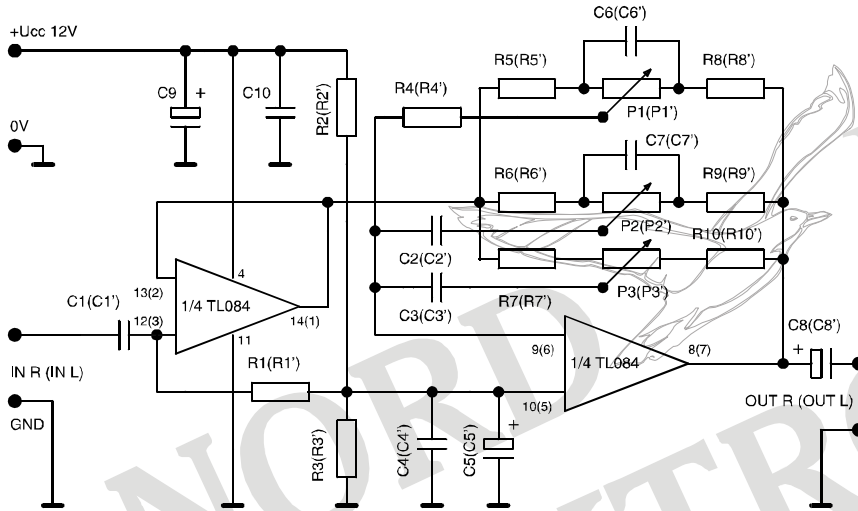 +Ucc 12V
C6(C6')
R5(R5')
R8(R8')
C9
+
C10
R2(R2')
R4(R4')
P1(P1')
0V
C7(C7')
R6(R6')
R9(R9')
P2(P2')
R10(R10')
C2(C2')
4
13(2)
1/4 TL084
C1(C1')
12(3)
14(1)
11
R7(R7')
P3(P3')
C3(C3')
9(6)
8(7)
1/4 TL084
C8(C8')
+
IN R (IN L)
R1(R1')
10(5)
OUT R (OUT L)
GND
R3(R3')
C4(C4')
C5(C5')
+
NORD